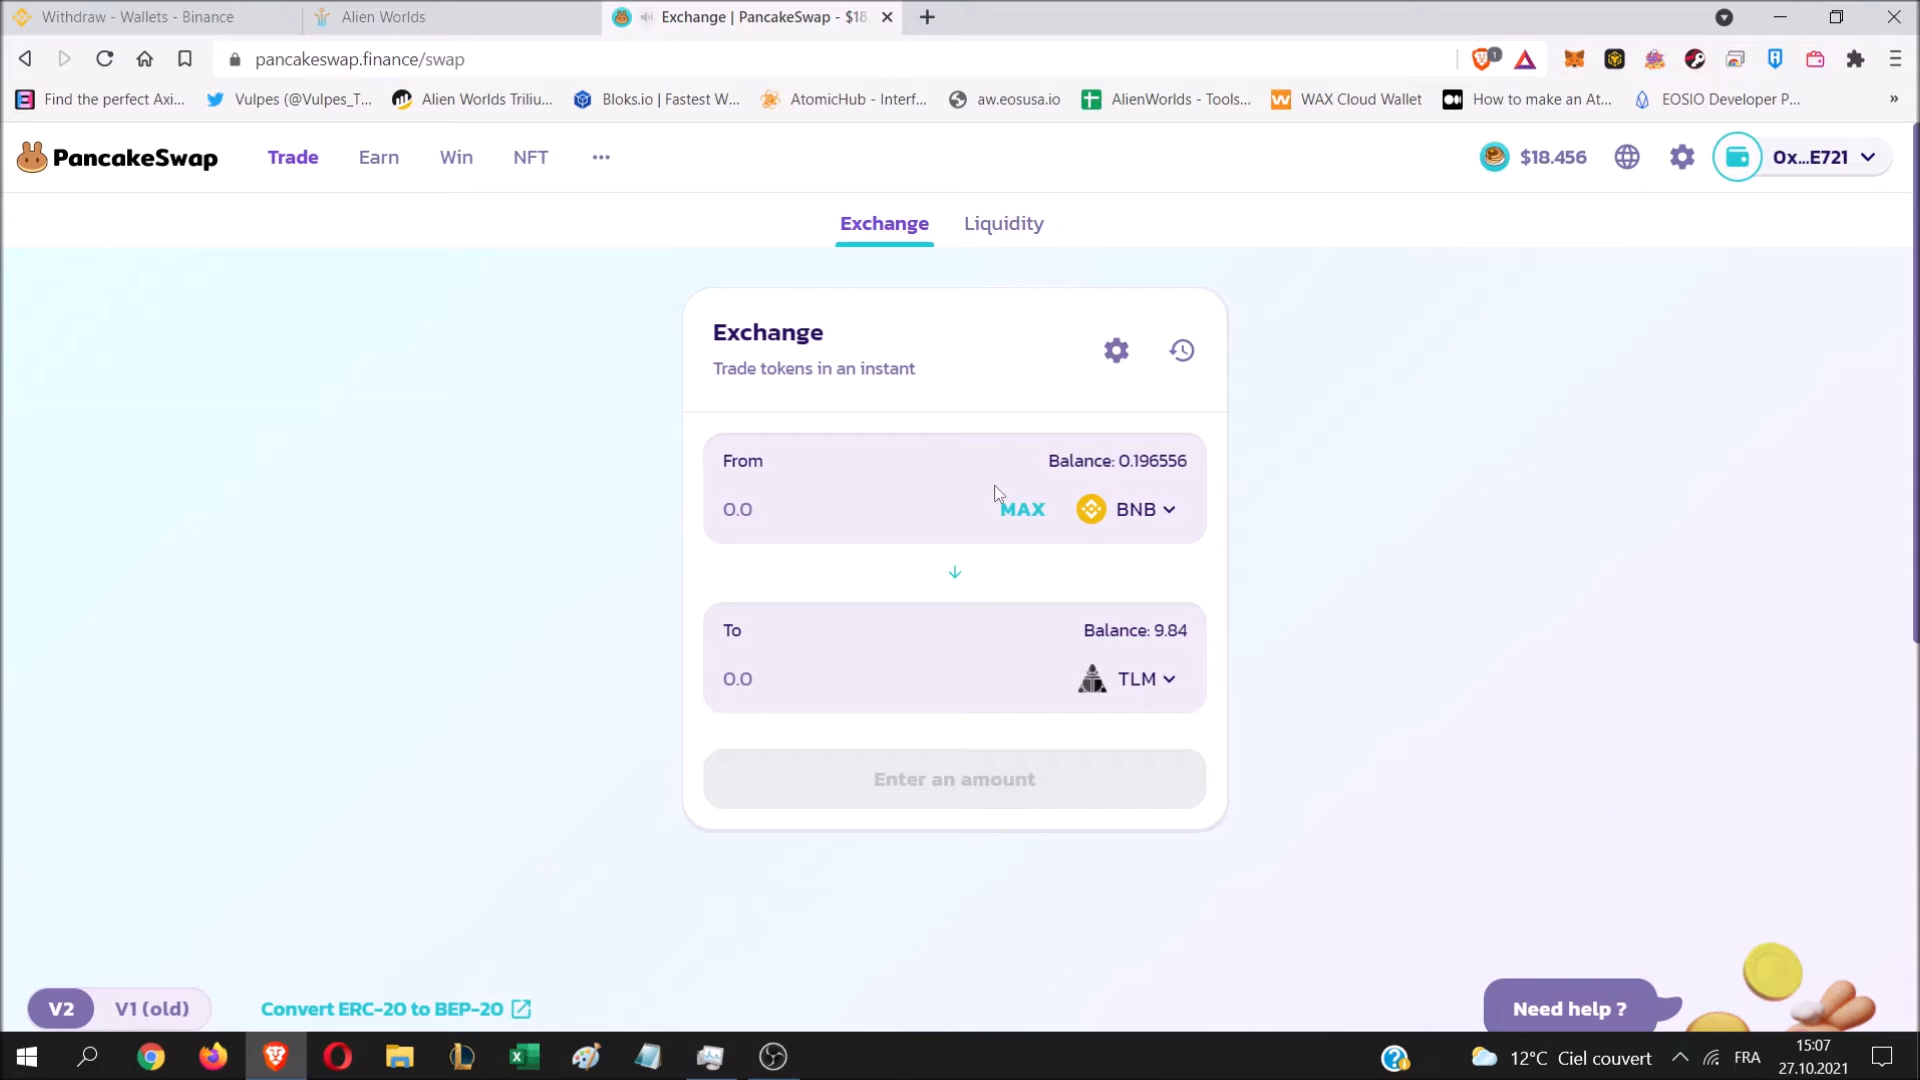 Withdraw - Wallets - Binance
Alien Worlds
Exchange | PancakeSwap - $18.
pancakeswap.finance/swap
1
Find the perfect Axi...
Vulpes (@Vulpes_T...
Alien Worlds Triliu...
Bloks.io | Fastest W...
AtomicHub - Interf...
aw.eosusa.io
AlienWorlds - Tools...
WAX Cloud Wallet
How to make an At...
EOSIO Developer P...
»
PancakeSwap
Trade
Earn
Win
NFT
$18.456
0x...E721
Exchange
Liquidity
Exchange
Trade tokens in an instant
From
Balance: 0.196556
0.0
MAX
BNB
To
Balance: 9.84
0.0
TLM
Enter an amount
V2
V1 (old)
Convert ERC-20 to BEP-20
Need help ?
12°C Ciel couvert
FRA
15:07
27.10.2021